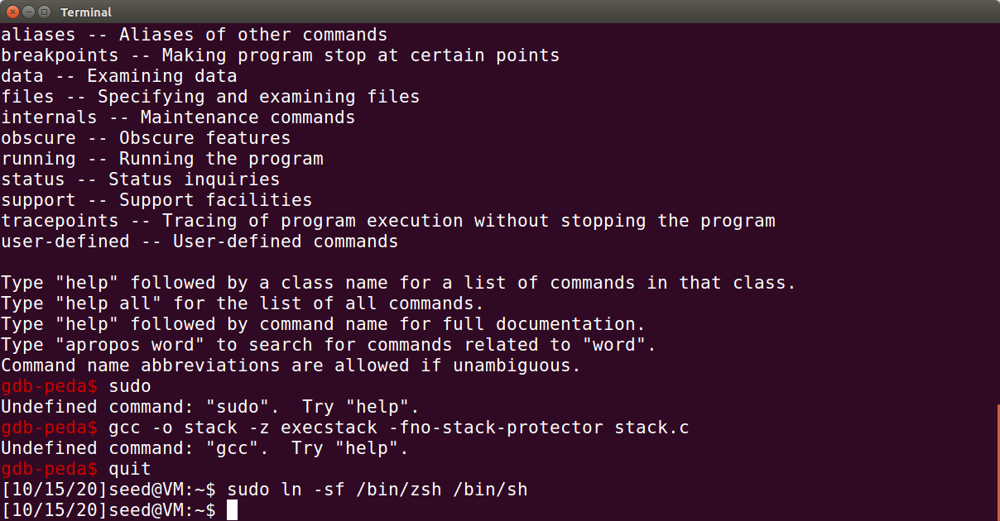 Terminal
aliases -- Aliases of other commands
breakpoints -- Making program stop at certain points
data -- Examining data
files -- Specifying and examining files
internals -- Maintenance commands
obscure -- Obscure features
running -- Running the program
status -- Status inquiries
support -- Support facilities
tracepoints -- Tracing of program execution without stopping the program
user-defined -- User-defined commands

Type "help" followed by a class name for a list of commands in that class.
Type "help all" for the list of all commands.
Type "help" followed by command name for full documentation.
Type "apropos word" to search for commands related to "word".
Command name abbreviations are allowed if unambiguous.
gdb-peda$ sudo
Undefined command: "sudo".  Try "help".
gdb-peda$ gcc -o stack -z execstack -fno-stack-protector stack.c
Undefined command: "gcc".  Try "help".
gdb-peda$ quit
[10/15/20]seed@VM:~$ sudo ln -sf /bin/zsh /bin/sh
[10/15/20]seed@VM:~$